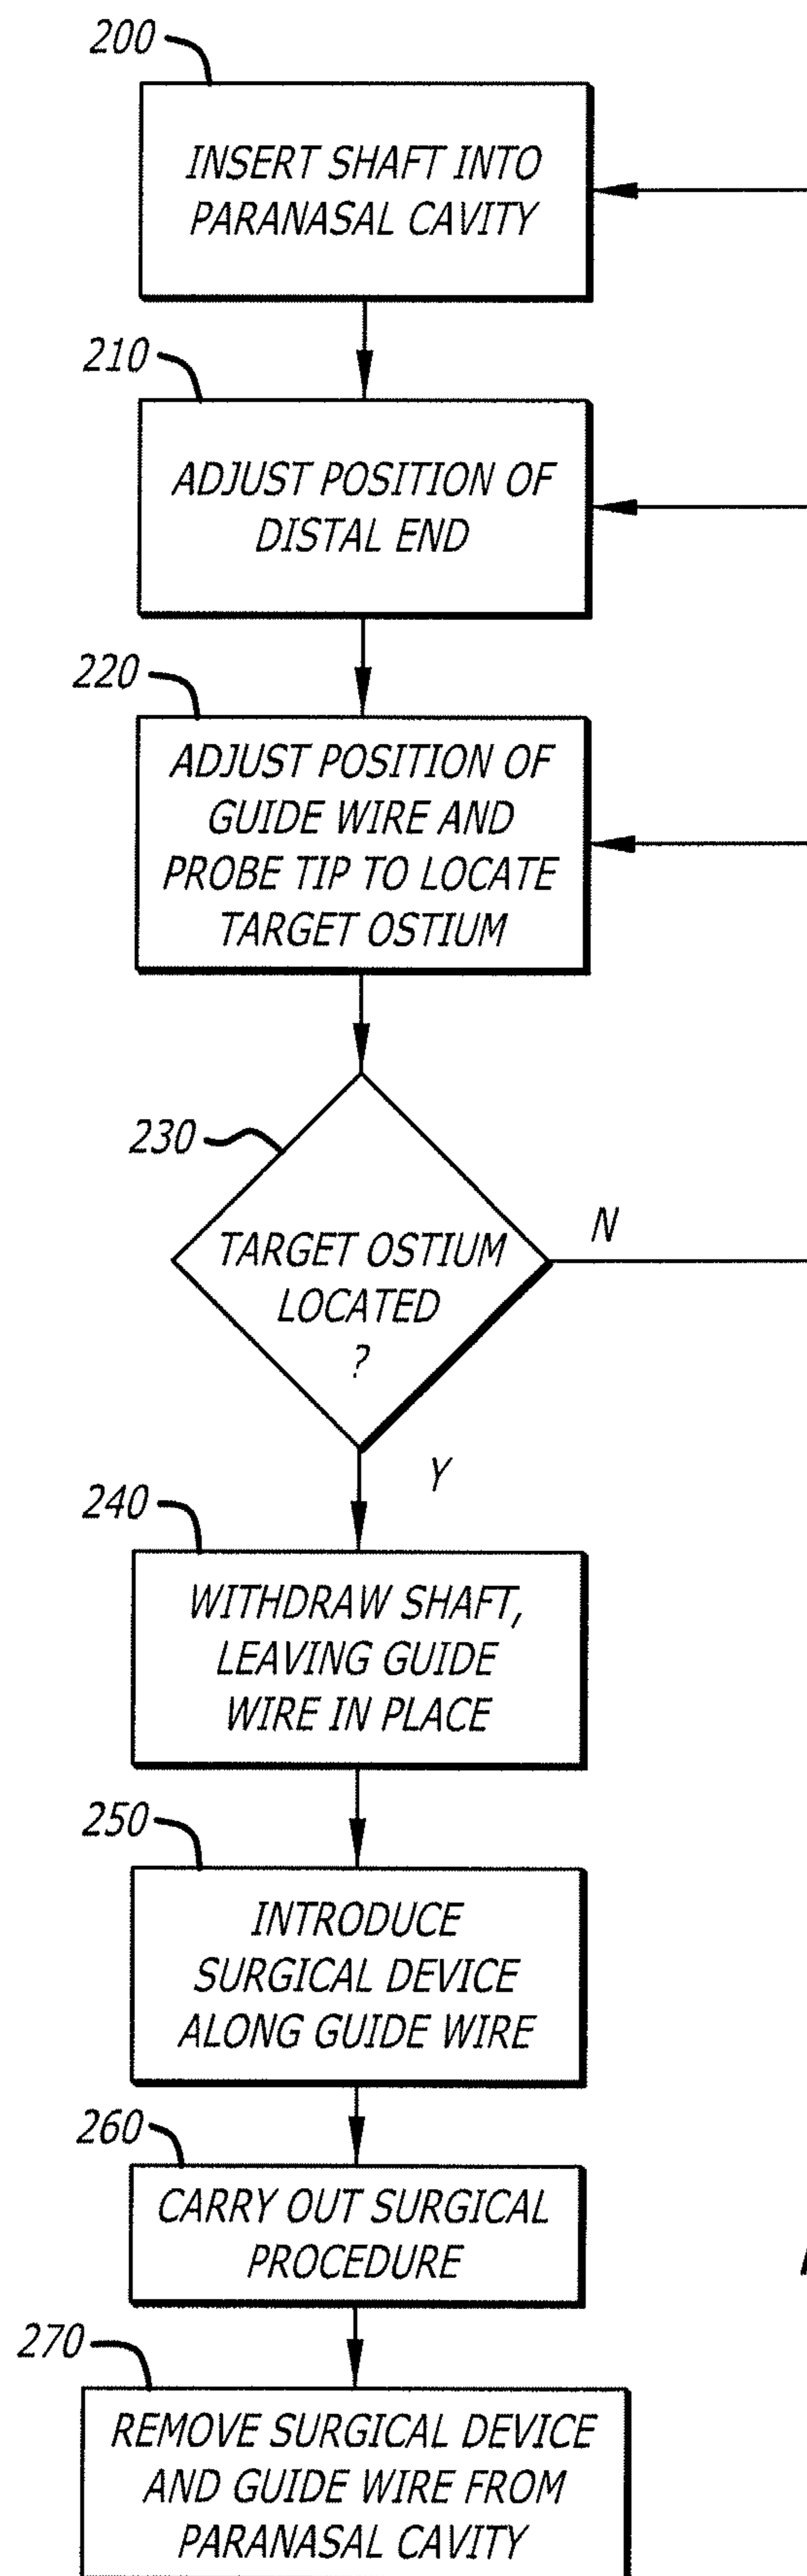 200
INSERT SHAFT INTO
PARANASAL CAVITY
210
ADJUST POSITION OF
DISTAL END
220
ADJUST POSITION OF
GUIDE WIRE AND
PROBE TIP TO LOCATE
TARGET OSTIUM
230
TARGET OSTIUM
LOCATED
?
N
Y
240
WITHDRAW SHAFT,
LEAVING GUIDE
WIRE IN PLACE
250
INTRODUCE
SURGICAL DEVICE
ALONG GUIDE WIRE
260
CARRY OUT SURGICAL
PROCEDURE
270
REMOVE SURGICAL DEVICE
AND GUIDE WIRE FROM
PARANASAL CAVITY